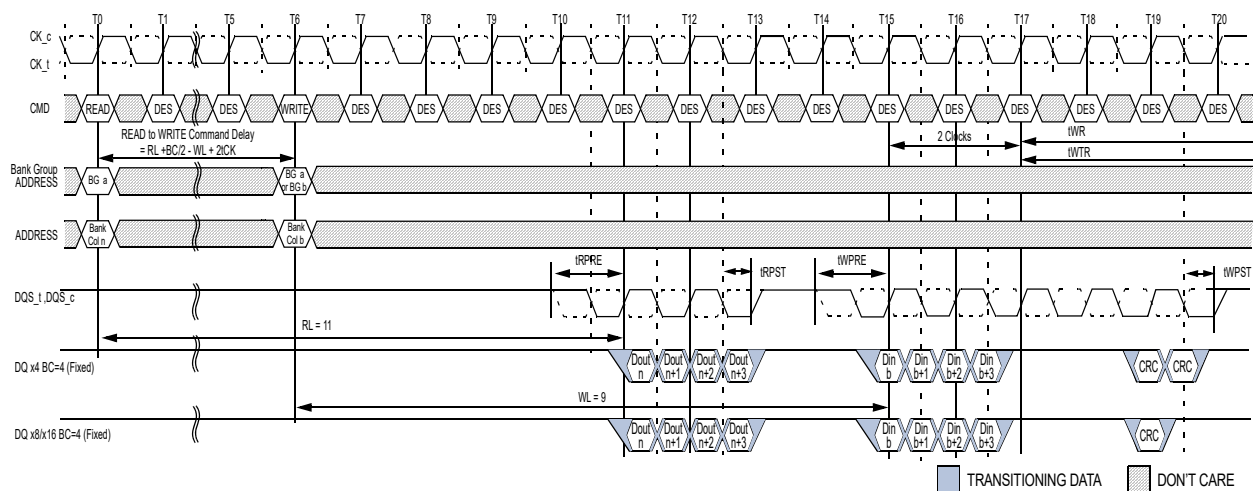 T0 T1 T5 T6 T7 T8 T9 T10 T11 T12 T13 T14 T15 T16 T17 T18 T19 T20
CK_c
CK_t
CMD READ DES DES WRITE DES DES DES DES DES DES DES DES DES DES DES DES DES DES
READ to WRITE Command Delay
= RL +BC/2 - WL + 2tCK
2 Clocks
tWR
tWTR
Bank Group
ADDRESS
BG a
BG a
or BG b
ADDRESS
Bank
Col n
Bank
Col b
tRPRE
tRPST
tWPRE
tWPST
DQS_t ,DQS_c
RL = 11
DQ x4 BC=4 (Fixed)
Dout Dout Dout Dout Din Din Din Din
n n+1 n+2 n+3 b b+1 b+2 b+3
CRC CRC
WL = 9
DQ x8/x16 BC=4 (Fixed)
Dout Dout Dout Dout Din Din Din Din
n n+1 n+2 n+3 b b+1 b+2 b+3
CRC
TRANSITIONING DATA
DON'T CARE